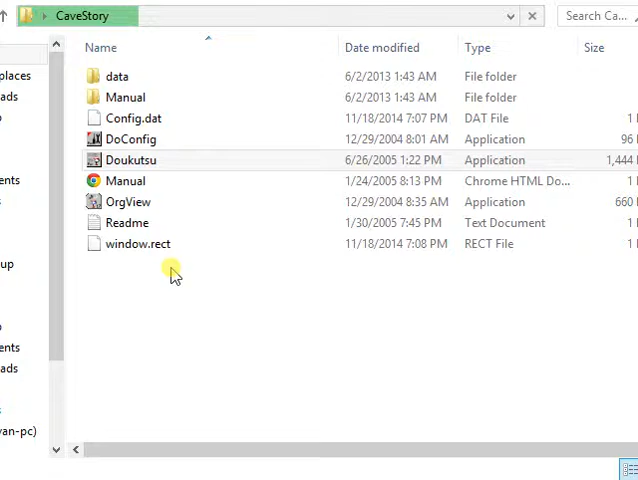 CaveStory
Search Ca...
Name Date modified Type Size
data 6/2/2013 1:43 AM File folder
Manual 6/2/2013 1:43 AM File folder
Config.dat 11/18/2014 7:07 PM DAT File 1
DoConfig 12/29/2004 8:01 AM Application 96
Doukutsu 6/26/2005 1:22 PM Application 1,444
Manual 1/24/2005 8:13 PM Chrome HTML Do... 1
OrgView 12/29/2004 8:35 AM Application 660
Readme 1/30/2005 7:45 PM Text Document 1
window.rect 11/18/2014 7:08 PM RECT File 1
places
ads
ents
up
ents
ads
van-pc)